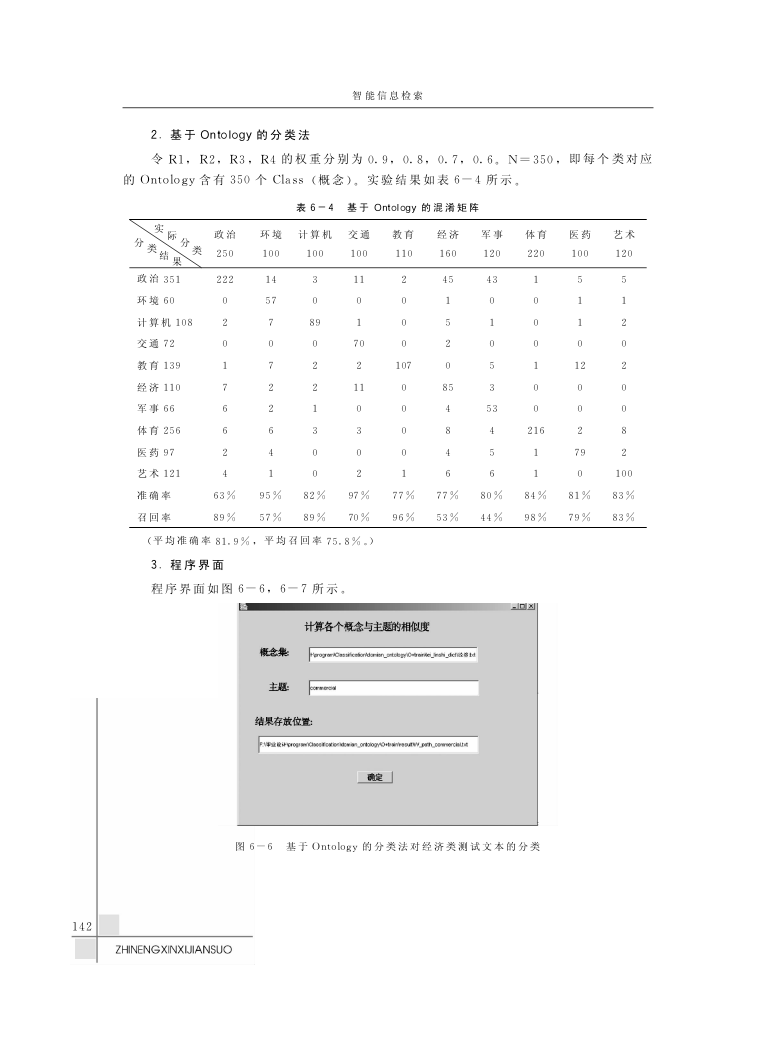 智能信息检索
2. 基于 Ontology 的分类法
令 R1，R2，R3，R4 的权重分别为 0.9，0.8，0.7，0.6。N＝350，即每个类对应
的 Ontology 含有 350 个 Class（概念）。实验结果如表 6－4 所示。
表 6－4 基于 Ontology 的混淆矩阵
实际分类 分类结果 政治 环境 计算机 交通 教育 经济 军事 体育 医药 艺术
250 100 100 100 110 160 120 220 100 120
政治 351 222 14 3 11 2 45 43 1 5 5
环境 60 0 57 0 0 0 1 0 0 1 1
计算机 108 2 7 89 1 0 5 1 0 1 2
交通 72 0 0 0 70 0 2 0 0 0 0
教育 139 1 7 2 2 107 0 5 1 12 2
经济 110 7 2 2 11 0 85 3 0 0 0
军事 66 6 2 1 0 0 4 53 0 0 0
体育 256 6 6 3 3 0 8 4 216 2 8
医药 97 2 4 0 0 0 4 5 1 79 2
艺术 121 4 1 0 2 1 6 6 1 0 100
准确率 63％ 95％ 82％ 97％ 77％ 77％ 80％ 84％ 81％ 83％
召回率 89％ 57％ 89％ 70％ 96％ 53％ 44％ 98％ 79％ 83％
（平均准确率 81.9％，平均召回率 75.8％。）
3. 程序界面
程序界面如图 6－6，6－7 所示。
计算各个概念与主题的相似度
概念集:
主题: commercial
结果存放位置:
确定
图 6－6 基于 Ontology 的分类法对经济类测试文本的分类
142
ZHINENGXINXIJIANSUO